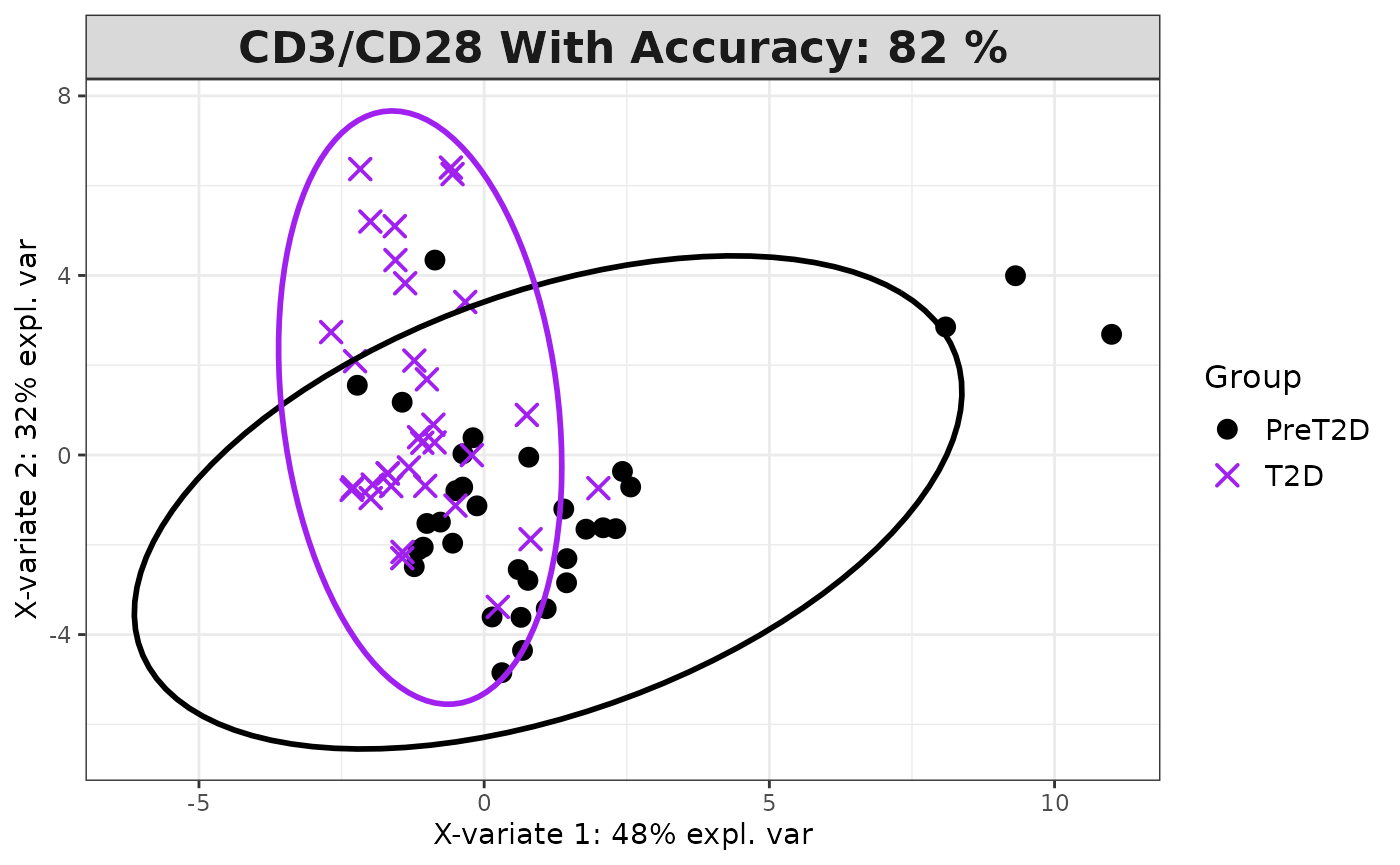 CD3/CD28 With Accuracy: 82 %
X-variate 2: 32% expl. var
8
4
0
-4
-5
0
5
10
X-variate 1: 48% expl. var
Group
PreT2D
T2D